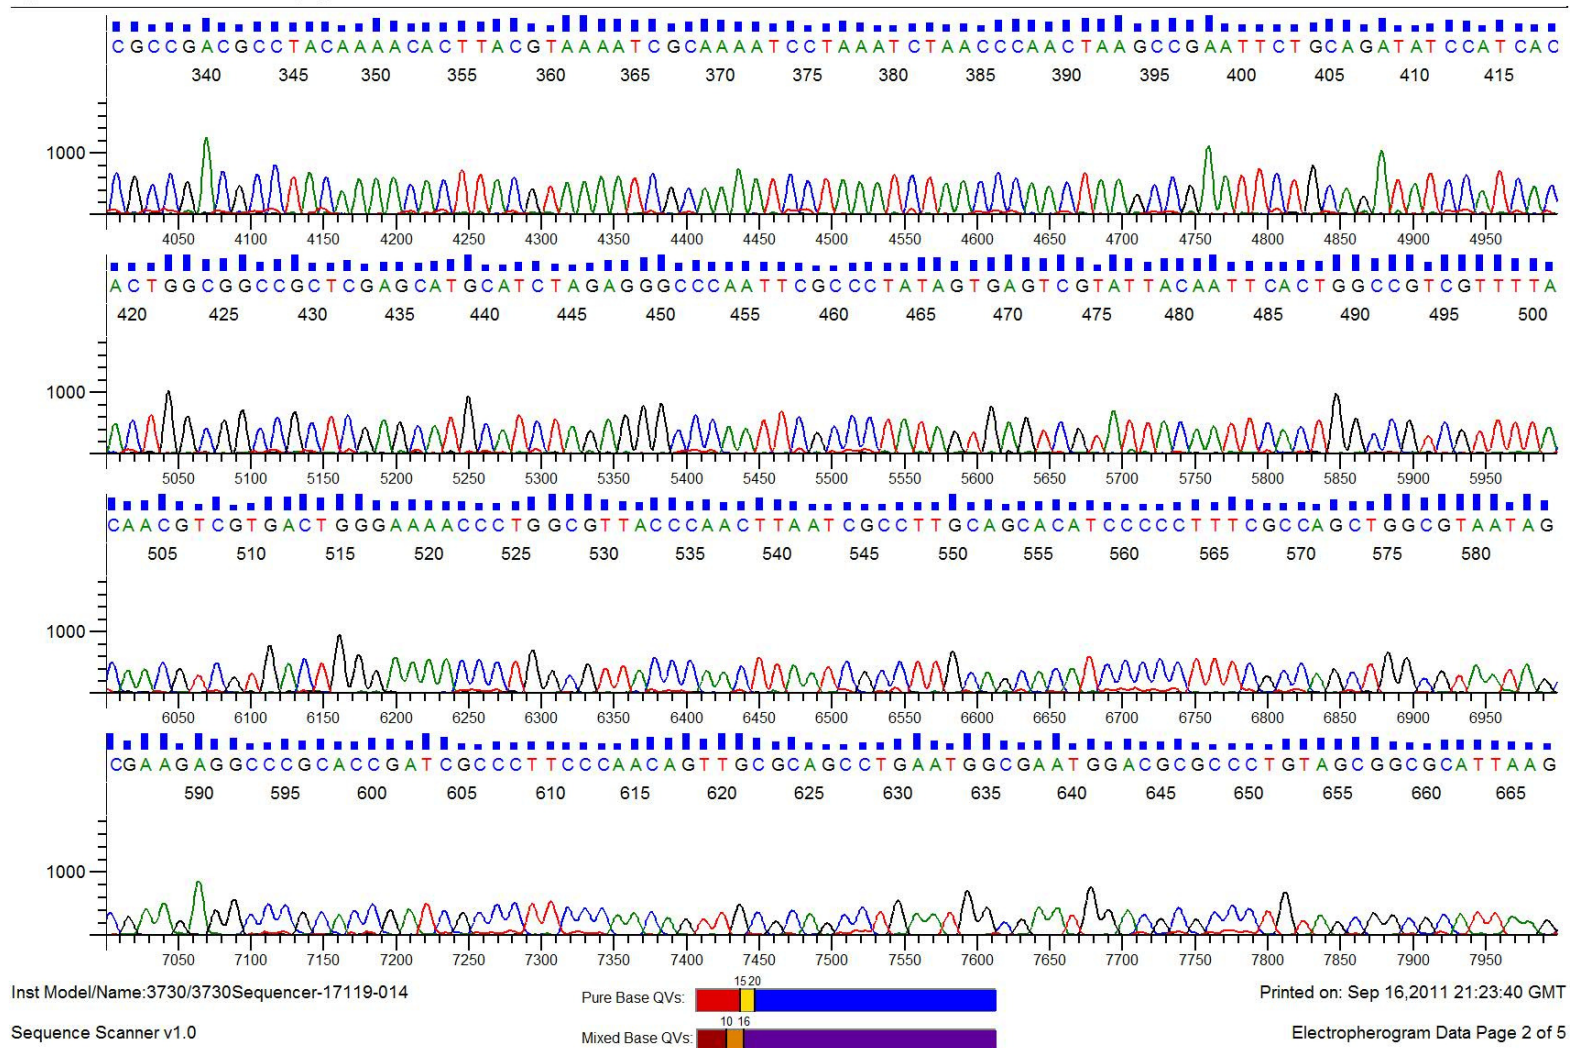 CGCCGACGCCTACAAAACACTTACGTAAAATCGCAAAATCCTAAATCTAACCCAACTAAGCCGAATTCTGCAGATATCCATCAC
340 345 350 355 360 365 370 375 380 385 390 395 400 405 410 415
1000
4050 4100 4150 4200 4250 4300 4350 4400 4450 4500 4550 4600 4650 4700 4750 4800 4850 4900 4950
ACTGGCGGCCGCTCGAGCATGCATCTAGAGGGCCCAATTCGCCCTATAGTGAGTCGTATTACAATTCACTGGCCGTCGTTTTA
420 425 430 435 440 445 450 455 460 465 470 475 480 485 490 495 500
1000
5050 5100 5150 5200 5250 5300 5350 5400 5450 5500 5550 5600 5650 5700 5750 5800 5850 5900 5950
CAACGTCGTGACTGGGAAAACCCTGGCGTTACCCAACTTAATCGCCTTGCAGCACATCCCCCTTTCGCCAGCTGGCGTAATAG
505 510 515 520 525 530 535 540 545 550 555 560 565 570 575 580
1000
6050 6100 6150 6200 6250 6300 6350 6400 6450 6500 6550 6600 6650 6700 6750 6800 6850 6900 6950
CGAAGAGGCCCGCACCGATCGCCCTTCCCAACAGTTGCGCAGCCTGAATGGCGAATGGACGCGCCCTGTAGCGGCGCATTAAG
590 595 600 605 610 615 620 625 630 635 640 645 650 655 660 665
1000
7050 7100 7150 7200 7250 7300 7350 7400 7450 7500 7550 7600 7650 7700 7750 7800 7850 7900 7950
Inst Model/Name:3730/3730Sequencer-17119-014
Pure Base QVs: 15 20
Printed on: Sep 16,2011 21:23:40 GMT
Sequence Scanner v1.0
Mixed Base QVs: 10 16
Electropherogram Data Page 2 of 5